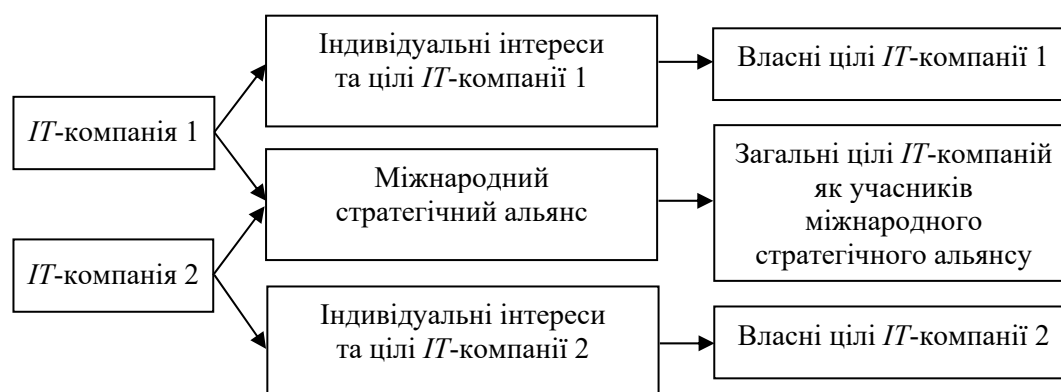 IT-компанія 1
IT-компанія 2
Індивідуальні інтереси
та цілі IT-компанії 1
Міжнародний
стратегічний альянс
Індивідуальні інтереси
та цілі IT-компанії 2
Власні цілі IT-компанії 1
Загальні цілі IT-компаній
як учасників
міжнародного
стратегічного альянсу
Власні цілі IT-компанії 2